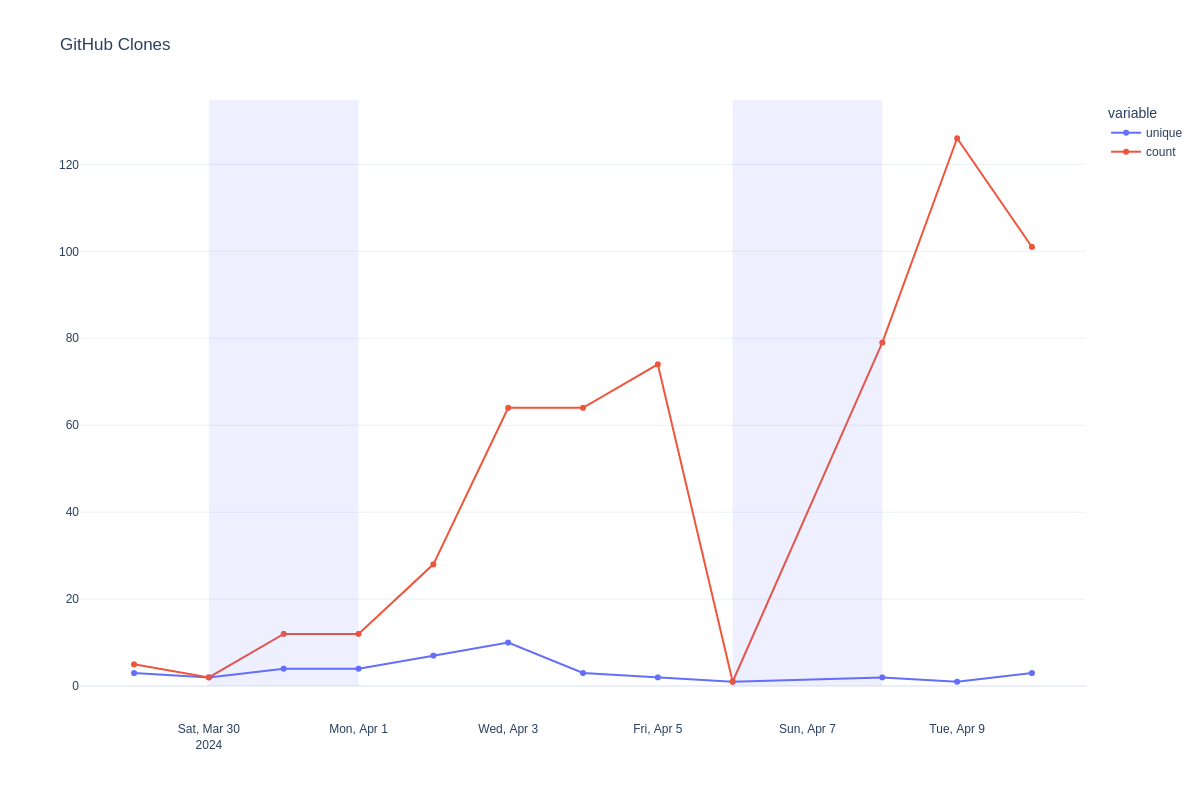 GitHub Clones
variable
unique
count
120
100
80
60
40
20
0
Sat, Mar 30
2024
Mon, Apr 1
Wed, Apr 3
Fri, Apr 5
Sun, Apr 7
Tue, Apr 9